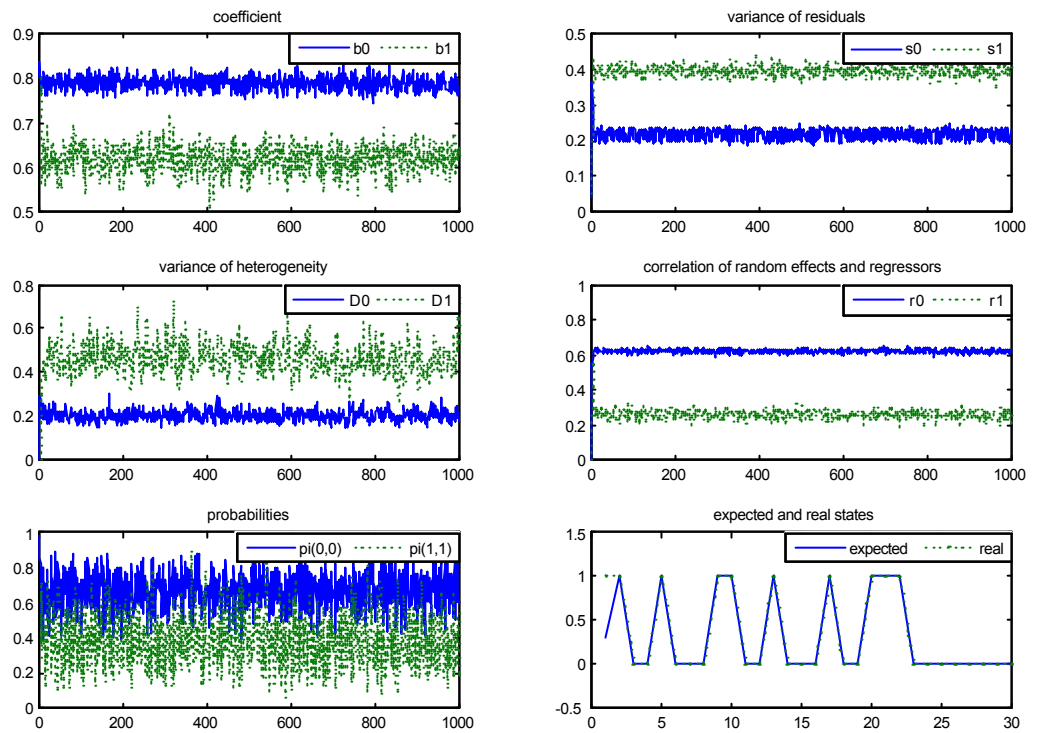 coefficient
0.9
0.8
0.7
0.6
0.5
0 200 400 600 800 1000
b0 b1
variance of residuals
0.5
0.4
0.3
0.2
0.1
0
0 200 400 600 800 1000
s0 s1
variance of heterogeneity
0.8
0.6
0.4
0.2
0
0 200 400 600 800 1000
D0 D1
correlation of random effects and regressors
1
0.8
0.6
0.4
0.2
0
0 200 400 600 800 1000
r0 r1
probabilities
1
0.8
0.6
0.4
0.2
0
0 200 400 600 800 1000
pi(0,0) pi(1,1)
expected and real states
1.5
1
0.5
0
-0.5
0 5 10 15 20 25 30
expected real